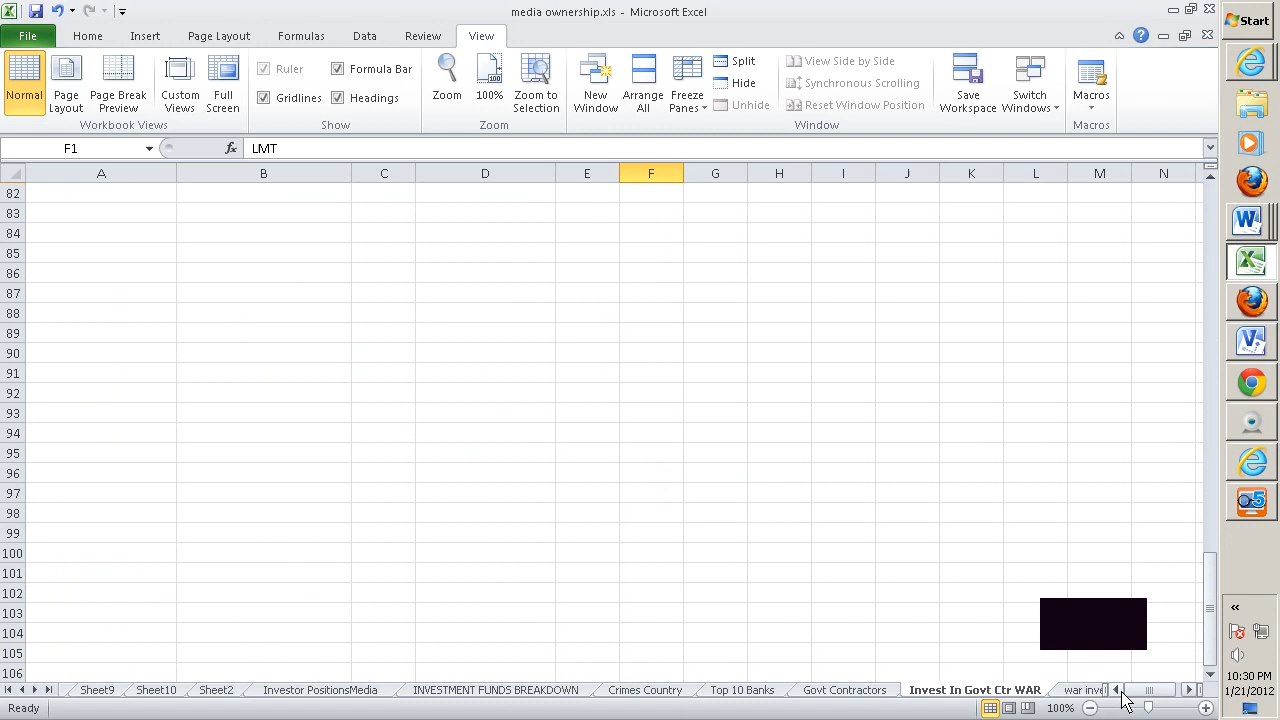 media ownership.xls - Microsoft Excel
Start
File Home Insert Page Layout Formulas Data Review View
Normal
Page Layout
Page Break Preview
Custom Views
Full Screen
Workbook Views
Ruler
Formula Bar
Gridlines
Headings
Show
Zoom
100%
Zoom to Selection
Zoom
New Window
Arrange All
Freeze Panes
Split
Hide
Unhide
View Side by Side
Synchronous Scrolling
Reset Window Position
Save Workspace
Switch Windows
Window
Macros
Macros
F1 fx LMT
A B C D E F G H I J K L M N
82
83
84
85
86
87
88
89
90
91
92
93
94
95
96
97
98
99
100
101
102
103
104
105
106
Sheet9 Sheet10 Sheet2 Investor PositionsMedia INVESTMENT FUNDS BREAKDOWN Crimes Country Top 10 Banks Govt Contractors Invest In Govt Ctr WAR war inve
Ready
100%
10:30 PM
1/21/2012